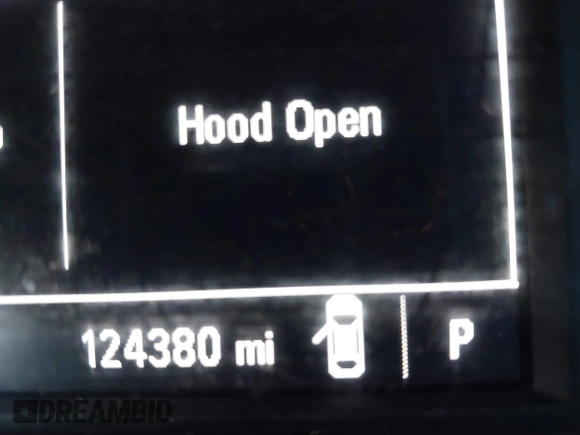 Hood Open
124380 mi
P
DREAMBID